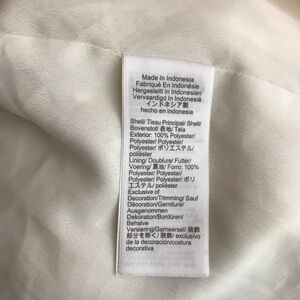 Made In Indonesia
Fabriqué En Indonésie
Hergestellt In Indonesien
Vervaardigd In Indonesië
インドネシア製
hecho en indonesia
Shell/ Tissu Principal/ Shell/
Bovenstof/ 表地/ Tela
Exterior: 100% Polyester/
Polyester/ Polyester/
Polyester/ ポリエステル/
poliéster
Lining/ Doublure/ Futter/
Voering/ 裏地/ Forro: 100%
Polyester/ Polyester/
Polyester/ Polyester/ ポリ
エステル/ poliéster
Exclusive of
Decoration/Trimming/ Sauf
Décoration/Garniture/
Ausgenommen
Dekoration/Bordüren/
Behalve
Versiering/Garneersel/ 装飾
部分を除く/ 装飾/ exclusivo
de la decoración/costura
decorativa